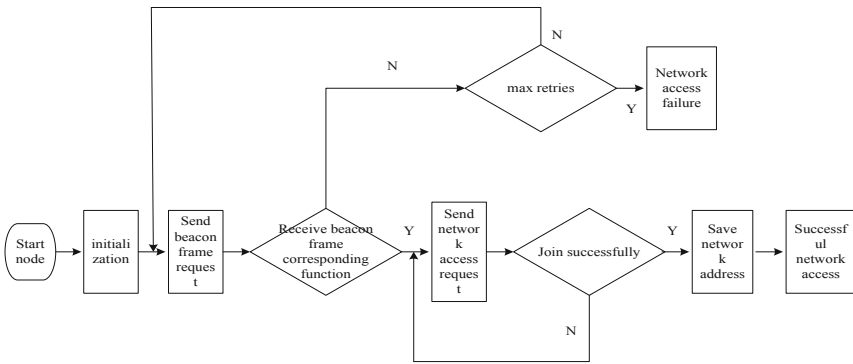 N
N
max retries
Y
Network
access
failure
Start
node
initiali
zation
Send
beacon
frame
reques
t
Receive beacon
frame
corresponding
function
Y
Send
networ
k
access
reques
t
Join successfully
Y
Save
networ
k
address
Successf
ul
network
access
N